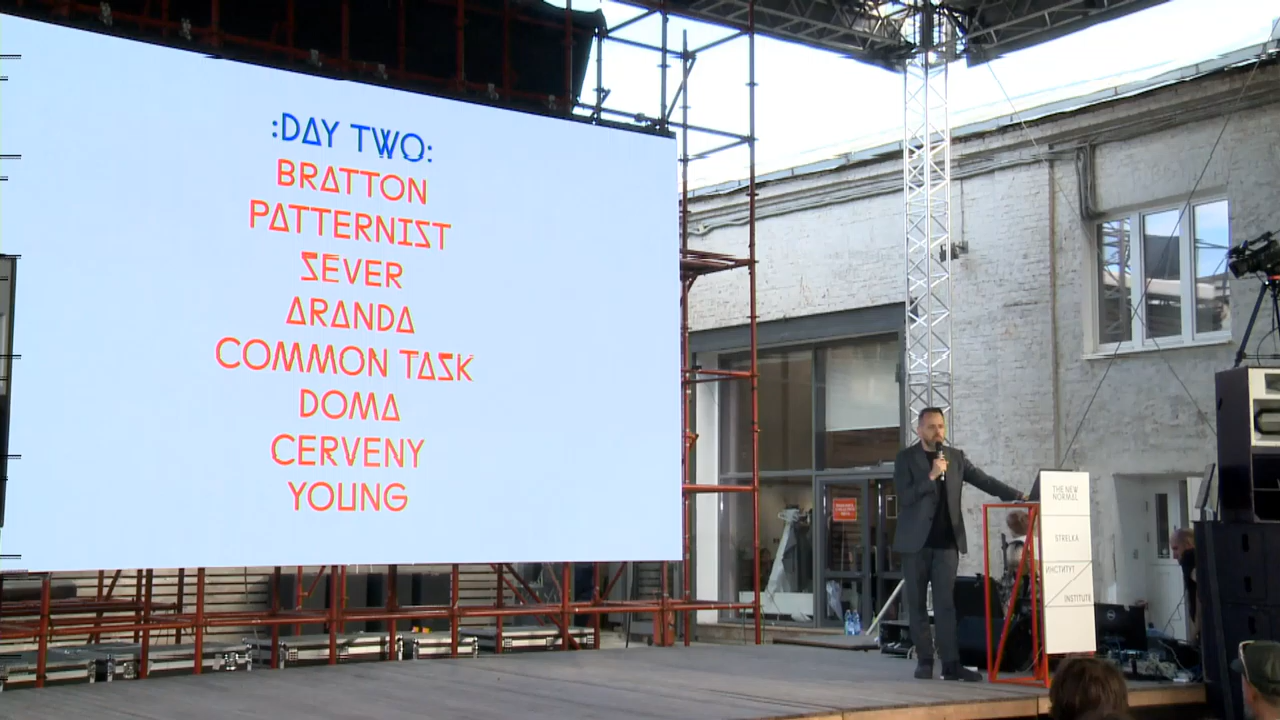 :DAY TWO:
BRATTON
PATTERNIST
SEVER
ARANDA
COMMON TASK
DOMA
CERVENY
YOUNG
THE NEW
NORMAL
STRELKA
ИНСТИТУТ
INSTITUTE